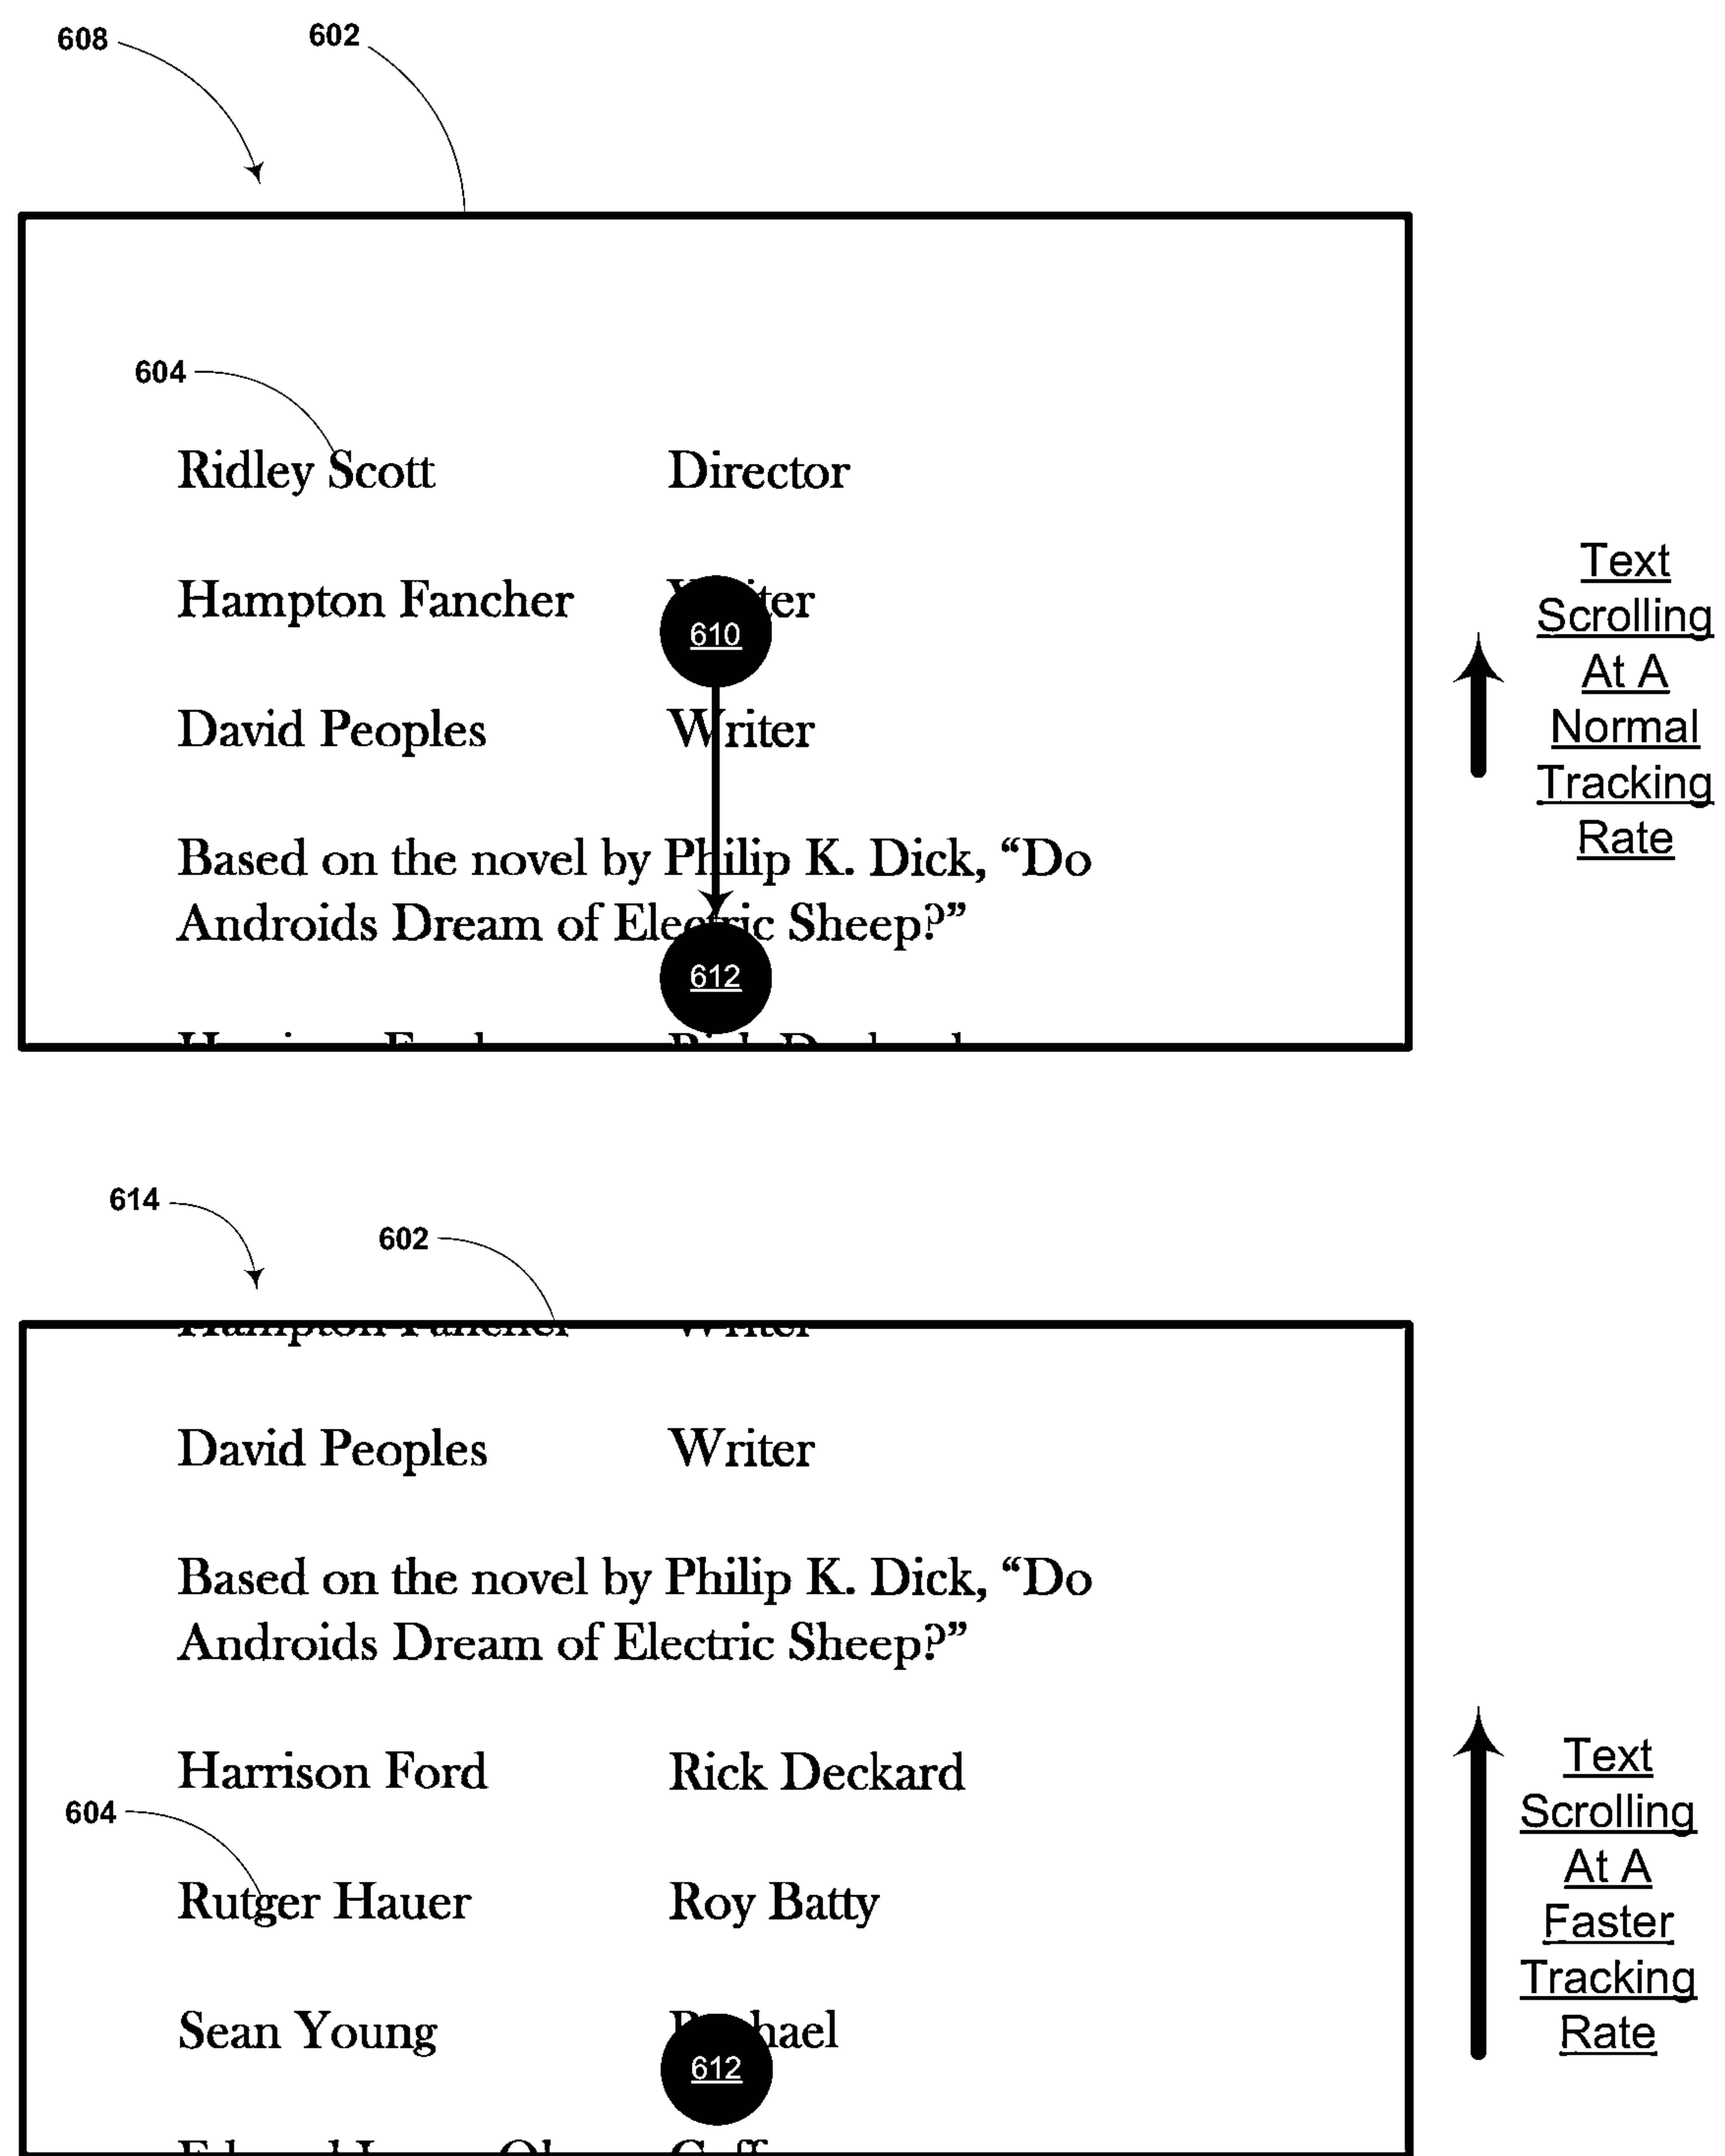 608
602
604
Ridley Scott Director
Hampton Fancher
610
David Peoples Writer
Based on the novel by Philip K. Dick, “Do
Androids Dream of Electric Sheep?”
612
Text
Scrolling
At A
Normal
Tracking
Rate
614
602
Hampton Fancher Writer
David Peoples Writer
Based on the novel by Philip K. Dick, “Do
Androids Dream of Electric Sheep?”
Harrison Ford Rick Deckard
604
Rutger Hauer Roy Batty
Sean Young
612
Text
Scrolling
At A
Faster
Tracking
Rate